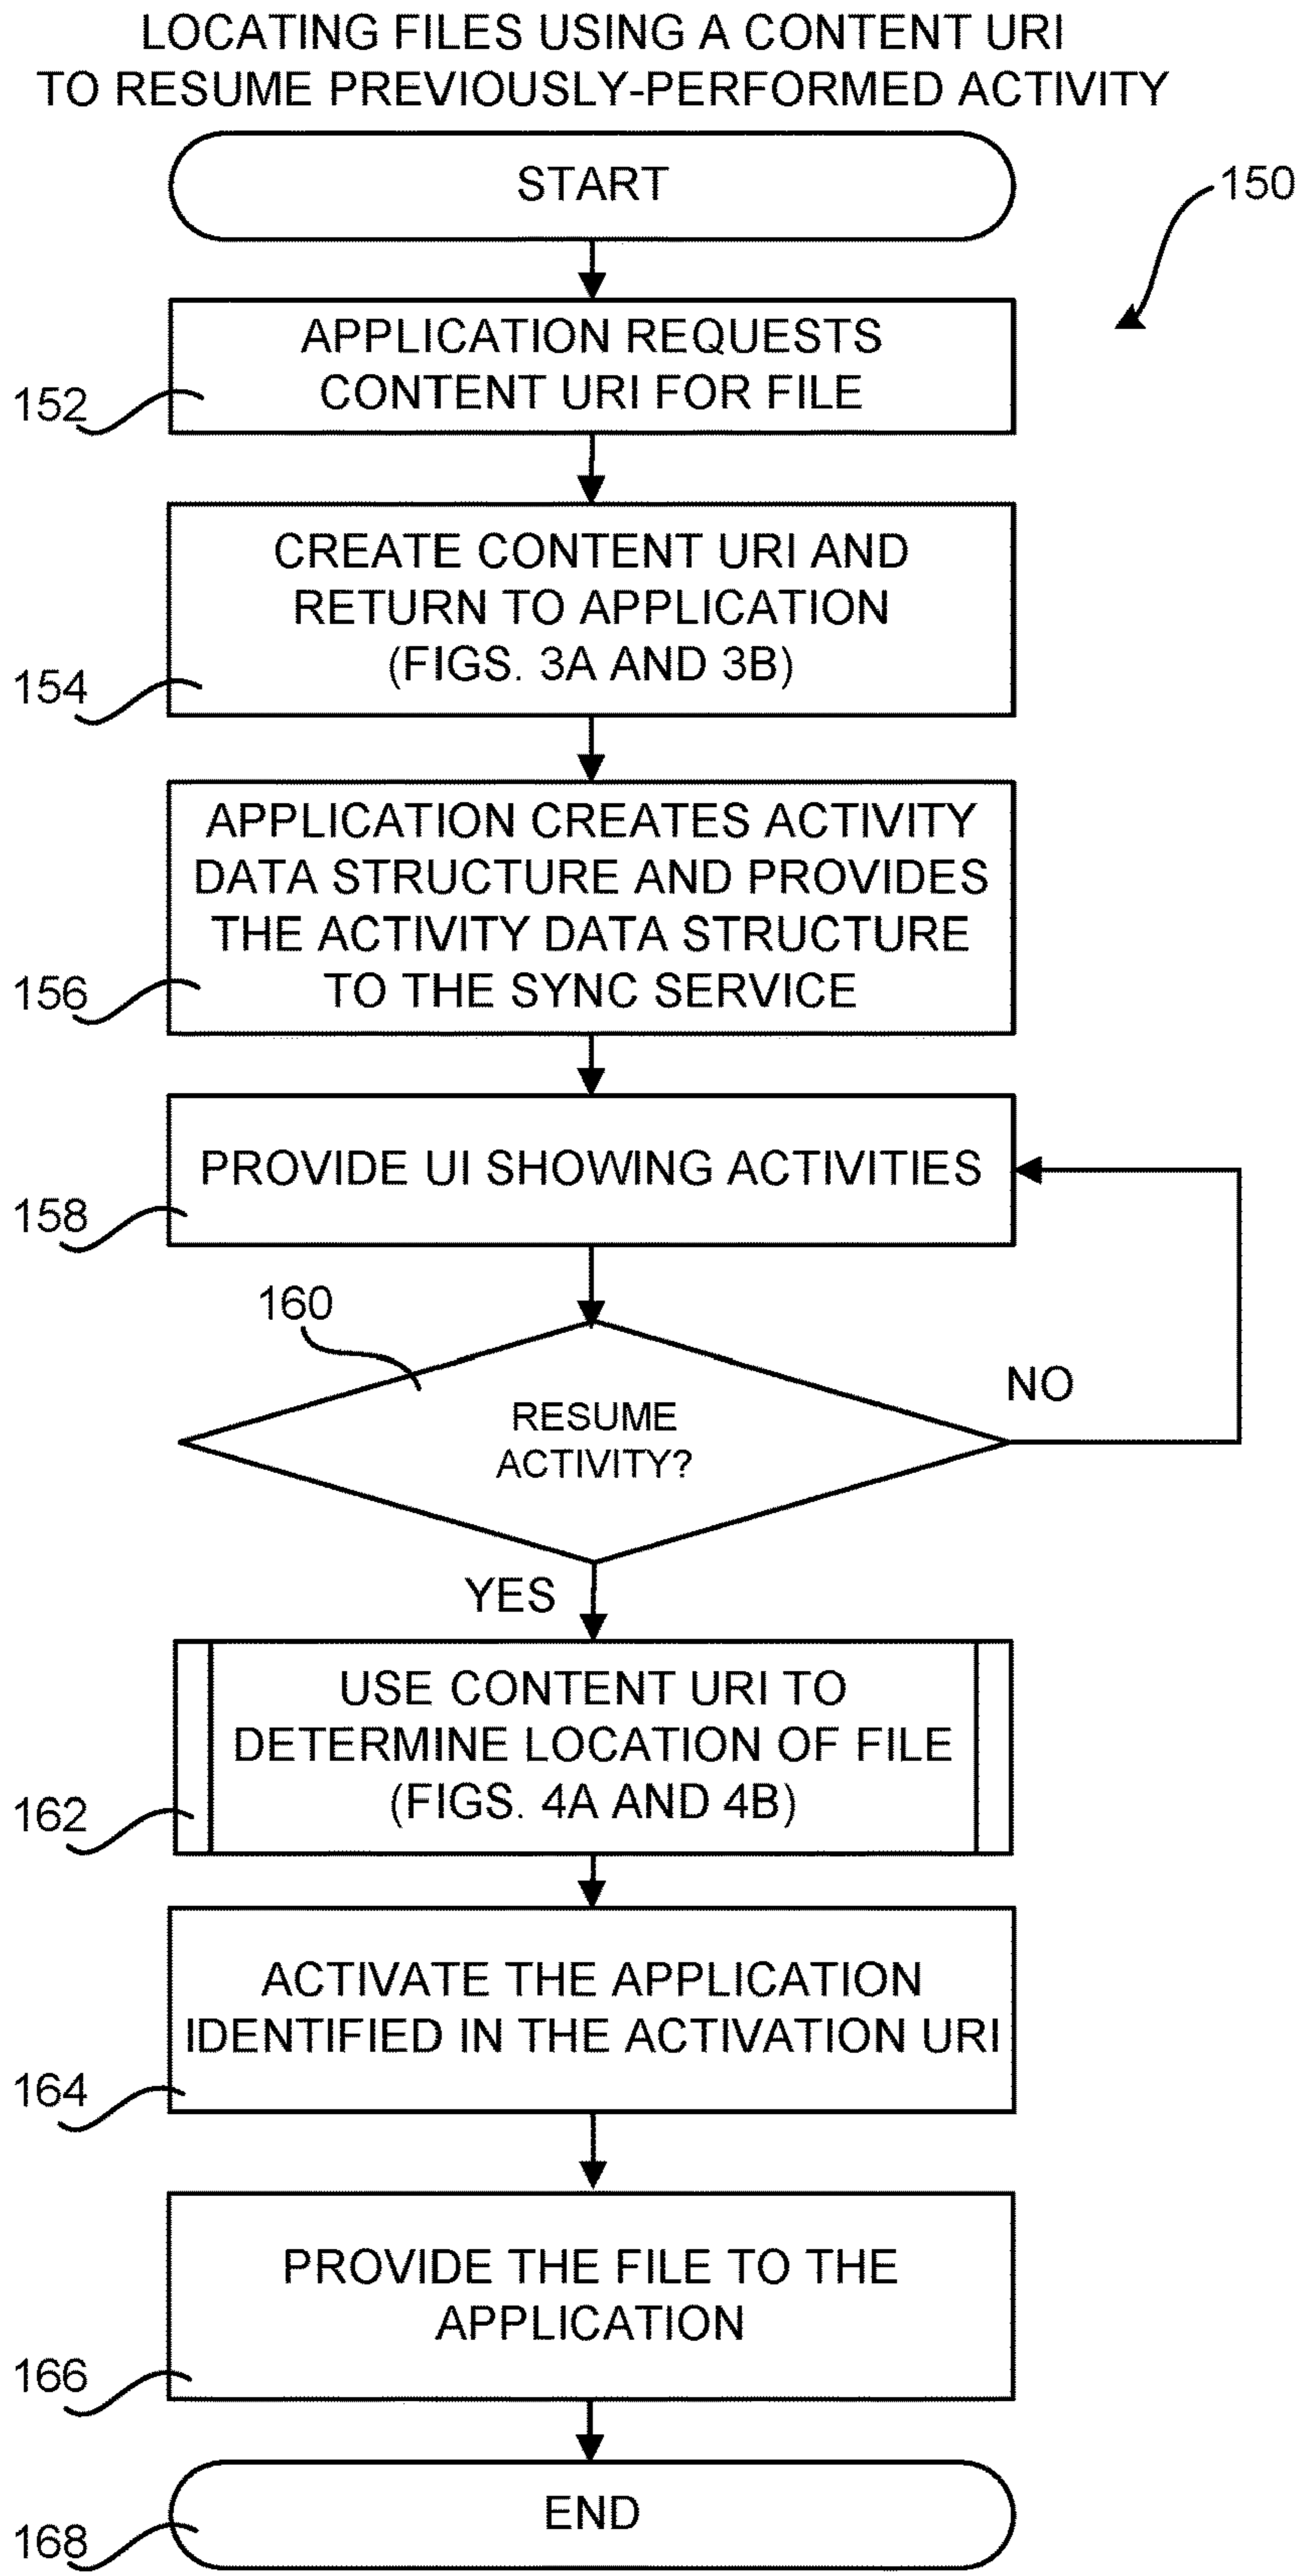 LOCATING FILES USING A CONTENT URI
TO RESUME PREVIOUSLY-PERFORMED ACTIVITY
START
150
APPLICATION REQUESTS
CONTENT URI FOR FILE
152
CREATE CONTENT URI AND
RETURN TO APPLICATION
(FIGS. 3A AND 3B)
154
APPLICATION CREATES ACTIVITY
DATA STRUCTURE AND PROVIDES
THE ACTIVITY DATA STRUCTURE
TO THE SYNC SERVICE
156
PROVIDE UI SHOWING ACTIVITIES
158
160
RESUME
ACTIVITY?
NO
YES
USE CONTENT URI TO
DETERMINE LOCATION OF FILE
(FIGS. 4A AND 4B)
162
ACTIVATE THE APPLICATION
IDENTIFIED IN THE ACTIVATION URI
164
PROVIDE THE FILE TO THE
APPLICATION
166
END
168